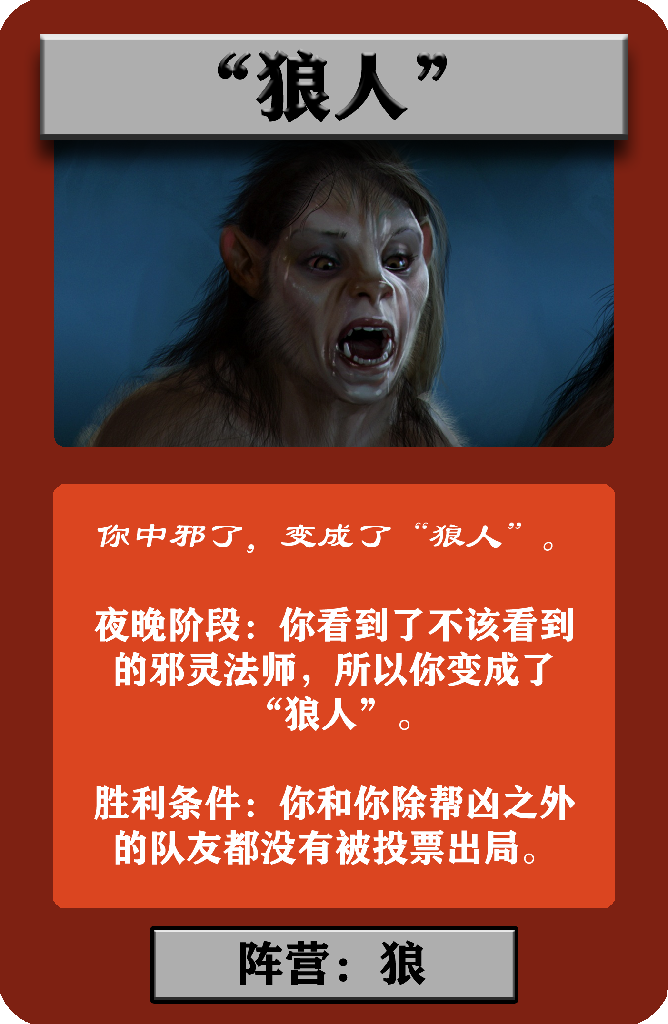 “狼人”
你中邪了，变成了“狼人”。
夜晚阶段：你看到了不该看到
的邪灵法师，所以你变成了
“狼人”。
胜利条件：你和你除帮凶之外
的队友都没有被投票出局。
阵营：狼